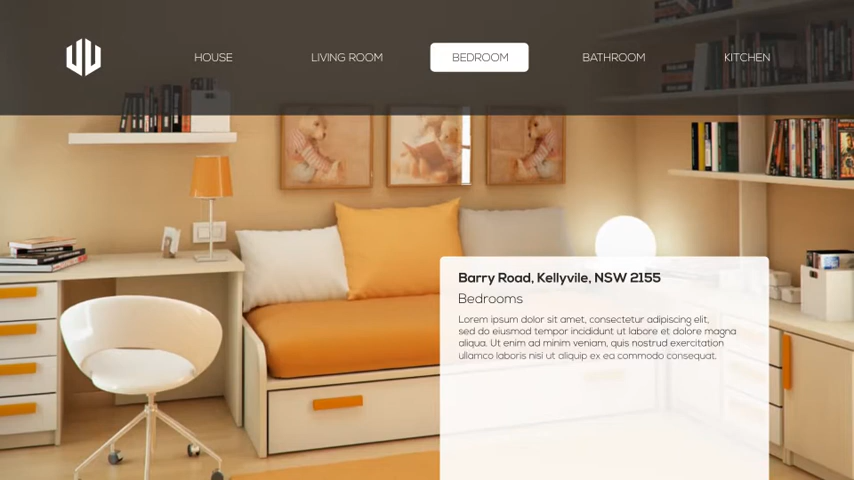 HOUSE
LIVING ROOM
BEDROOM
BATHROOM
KITCHEN
Barry Road, Kellyvile, NSW 2155
Bedrooms
Lorem ipsum dolor sit amet, consectetur adipiscing elit,
sed do eiusmod tempor incididunt ut labore et dolore magna
aliqua. Ut enim ad minim veniam, quis nostrud exercitation
ullamco laboris nisi ut aliquip ex ea commodo consequat.